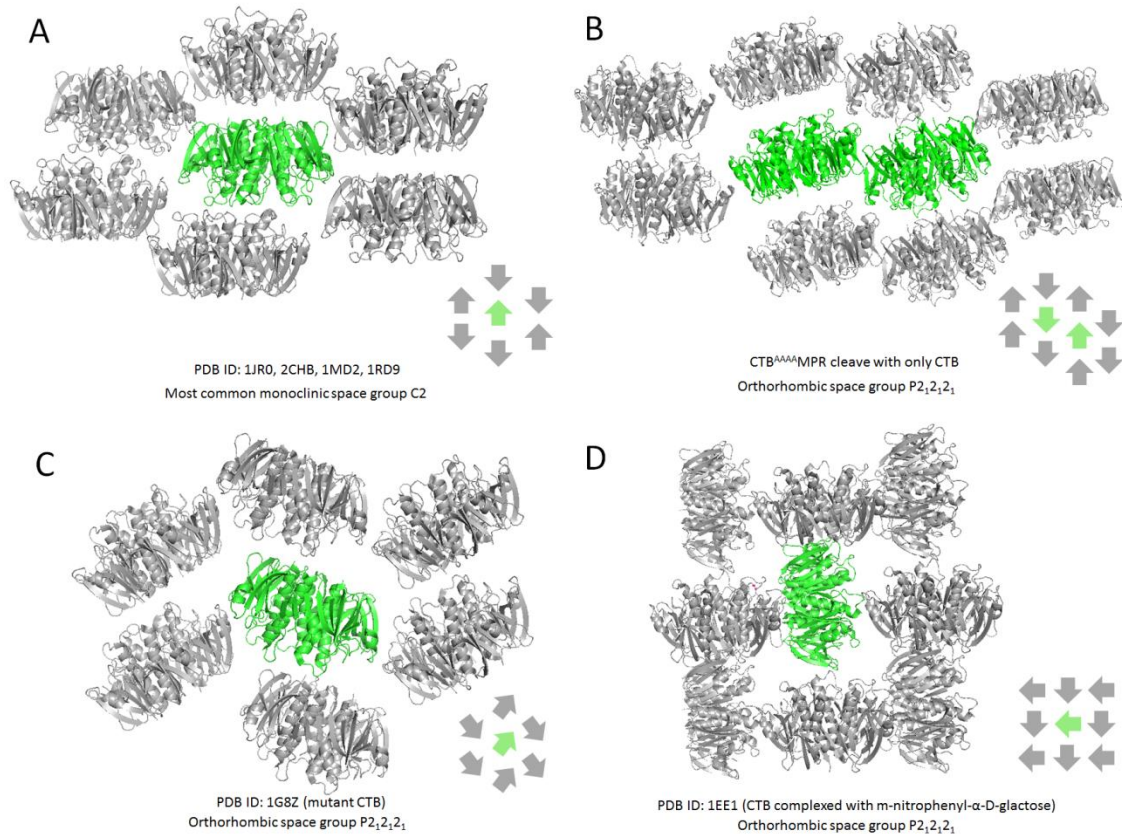 A
PDB ID: 1JR0, 2CHB, 1MD2, 1RD9
Most common monoclinic space group C2
B
CTBᴬᴬᴬᴬMPR cleave with only CTB
Orthorhombic space group P2₁2₁2₁
C
PDB ID: 1G8Z (mutant CTB)
Orthorhombic space group P2₁2₁2₁
D
PDB ID: 1EE1 (CTB complexed with m-nitrophenyl-α-D-glactose)
Orthorhombic space group P2₁2₁2₁